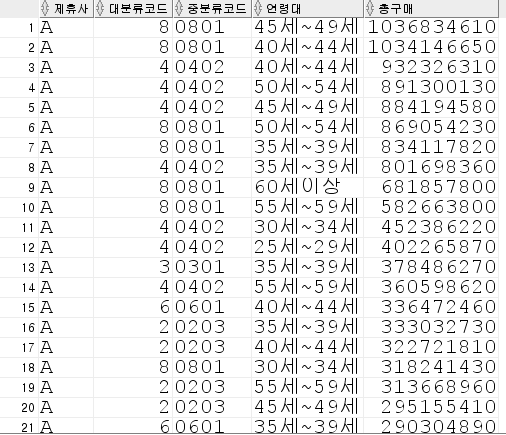 제휴사 대분류코드 중분류코드 연령대 총구매
1 A 8 0801 45세~49세 1036834610
2 A 8 0801 40세~44세 1034146650
3 A 4 0402 40세~44세 932326310
4 A 4 0402 50세~54세 891300130
5 A 4 0402 45세~49세 884194580
6 A 8 0801 50세~54세 869054230
7 A 8 0801 35세~39세 834117820
8 A 4 0402 35세~39세 801698360
9 A 8 0801 60세이상 681857800
10 A 8 0801 55세~59세 582663800
11 A 4 0402 30세~34세 452386220
12 A 4 0402 25세~29세 402265870
13 A 3 0301 35세~39세 378486270
14 A 4 0402 55세~59세 360598620
15 A 6 0601 40세~44세 336472460
16 A 2 0203 35세~39세 333032730
17 A 2 0203 40세~44세 322721810
18 A 8 0801 30세~34세 318241430
19 A 2 0203 55세~59세 313668960
20 A 2 0203 45세~49세 295155410
21 A 6 0601 35세~39세 290304890